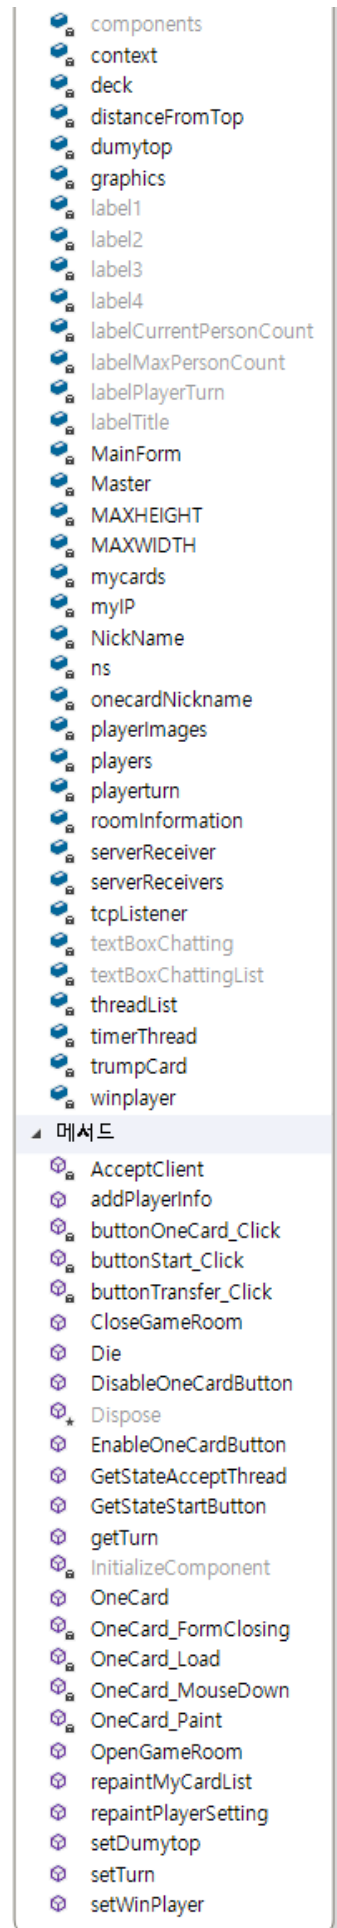 components
context
deck
distanceFromTop
dumytop
graphics
label1
label2
label3
label4
labelCurrentPersonCount
labelMaxPersonCount
labelPlayerTurn
labelTitle
MainForm
Master
MAXHEIGHT
MAXWIDTH
mycards
myIP
NickName
ns
onecardNickname
playerImages
players
playerturn
roomInformation
serverReceiver
serverReceivers
tcpListener
textBoxChatting
textBoxChattingList
threadList
timerThread
trumpCard
winplayer
메서드
AcceptClient
addPlayerInfo
buttonOneCard_Click
buttonStart_Click
buttonTransfer_Click
CloseGameRoom
Die
DisableOneCardButton
Dispose
EnableOneCardButton
GetStateAcceptThread
GetStateStartButton
getTurn
InitializeComponent
OneCard
OneCard_FormClosing
OneCard_Load
OneCard_MouseDown
OneCard_Paint
OpenGameRoom
repaintMyCardList
repaintPlayerSetting
setDumytop
setTurn
setWinPlayer